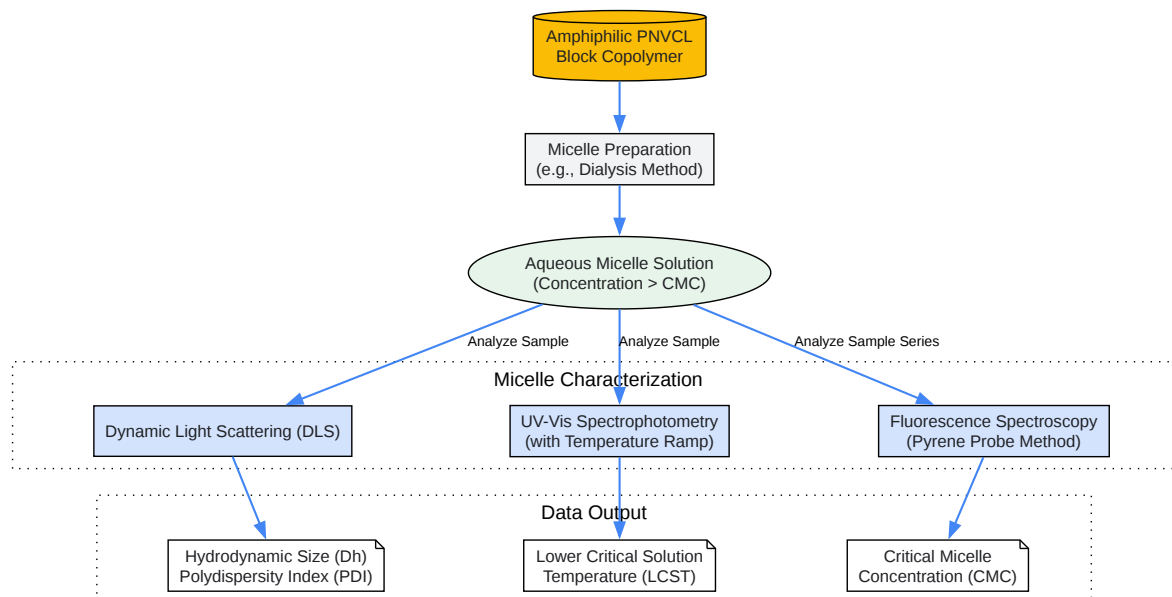 Amphiphilic PNVCL
Block Copolymer
Micelle Preparation
(e.g., Dialysis Method)
Aqueous Micelle Solution
(Concentration > CMC)
Analyze Sample
Analyze Sample
Analyze Sample Series
Micelle Characterization
Dynamic Light Scattering (DLS)
UV-Vis Spectrophotometry
(with Temperature Ramp)
Fluorescence Spectroscopy
(Pyrene Probe Method)
Data Output
Hydrodynamic Size (Dh)
Polydispersity Index (PDI)
Lower Critical Solution
Temperature (LCST)
Critical Micelle
Concentration (CMC)